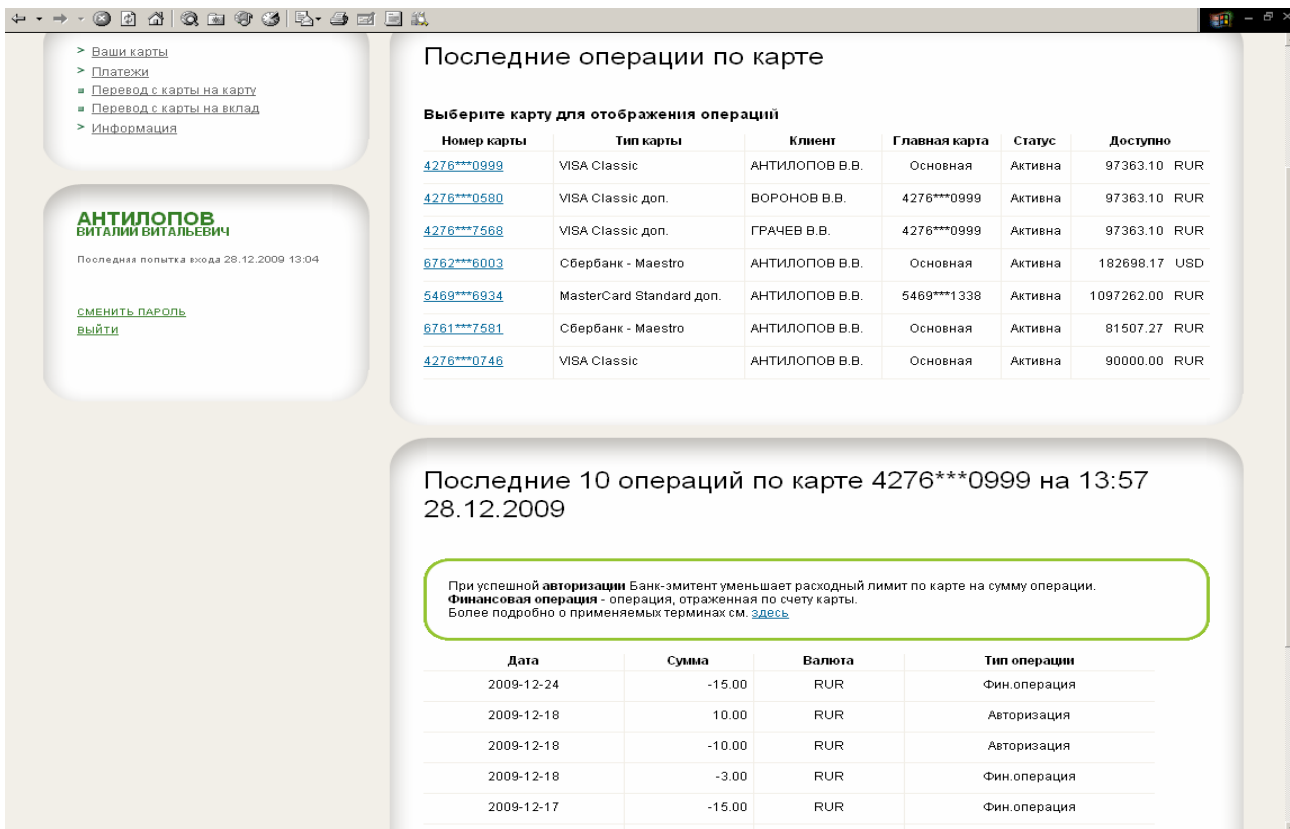 > Ваши карты
> Платежи
Перевод с карты на карту
Перевод с карты на вклад
> Информация
АНТИЛОПОВ
ВИТАЛИЙ ВИТАЛЬЕВИЧ
Последняя попытка входа 28.12.2009 13:04
СМЕНИТЬ ПАРОЛЬ
ВЫЙТИ
Последние операции по карте
Выберите карту для отображения операций
Номер карты Тип карты Клиент Главная карта Статус Доступно
4276***0999 VISA Classic АНТИЛОПОВ В.В. Основная Активна 97363.10 RUR
4276***0580 VISA Classic доп. ВОРОНОВ В.В. 4276***0999 Активна 97363.10 RUR
4276***7568 VISA Classic доп. ГРАЧЕВ В.В. 4276***0999 Активна 97363.10 RUR
6762***6003 Сбербанк - Maestro АНТИЛОПОВ В.В. Основная Активна 182698.17 USD
5469***6934 MasterCard Standard доп. АНТИЛОПОВ В.В. 5469***1338 Активна 1097262.00 RUR
6761***7581 Сбербанк - Maestro АНТИЛОПОВ В.В. Основная Активна 81507.27 RUR
4276***0746 VISA Classic АНТИЛОПОВ В.В. Основная Активна 90000.00 RUR
Последние 10 операций по карте 4276***0999 на 13:57
28.12.2009
При успешной авторизации Банк-эмитент уменьшает расходный лимит по карте на сумму операции.
Финансовая операция - операция, отраженная по счету карты.
Более подробно о применяемых терминах см. здесь
Дата Сумма Валюта Тип операции
2009-12-24 -15.00 RUR Фин.операция
2009-12-18 10.00 RUR Авторизация
2009-12-18 -10.00 RUR Авторизация
2009-12-18 -3.00 RUR Фин.операция
2009-12-17 -15.00 RUR Фин.операция